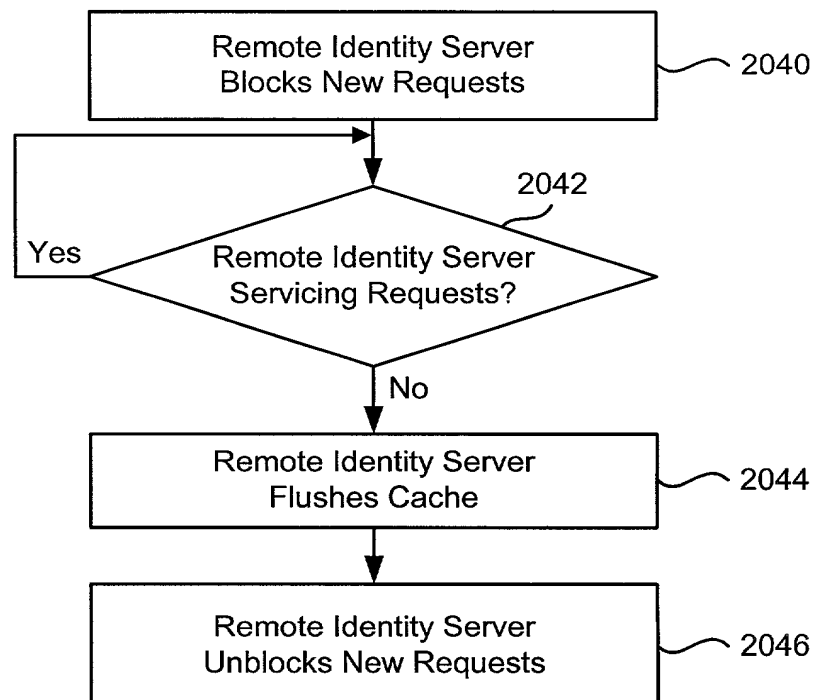 Remote Identity Server
Blocks New Requests
2040
2042
Yes
Remote Identity Server
Servicing Requests?
No
Remote Identity Server
Flushes Cache
2044
Remote Identity Server
Unblocks New Requests
2046